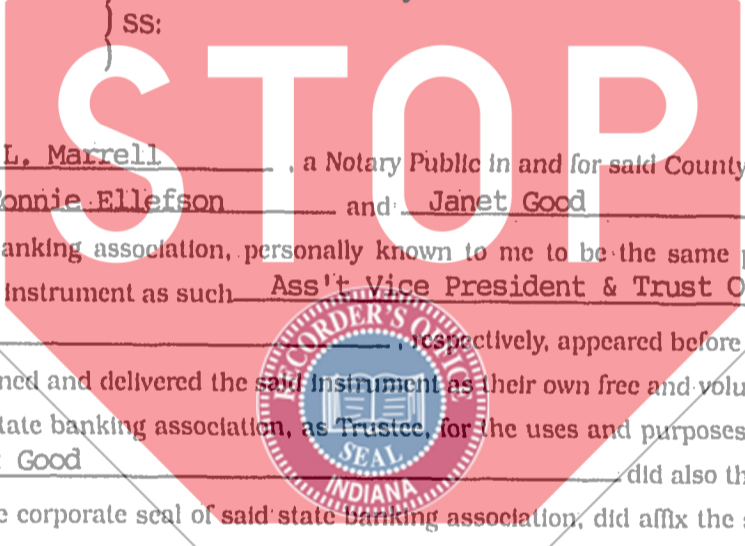 SS:
STOP
L. Marrell , a Notary Public in and for said County
onnie Ellefson and Janet Good
anking association, personally known to me to be the same
instrument as such Ass't Vice President & Trust O
, respectively, appeared before
ned and delivered the said instrument as their own free and volu
tate banking association, as Trustee, for the uses and purposes
Good did also th
e corporate seal of said state banking association, did affix the
RECORDER'S OFFICE
SEAL
INDIANA